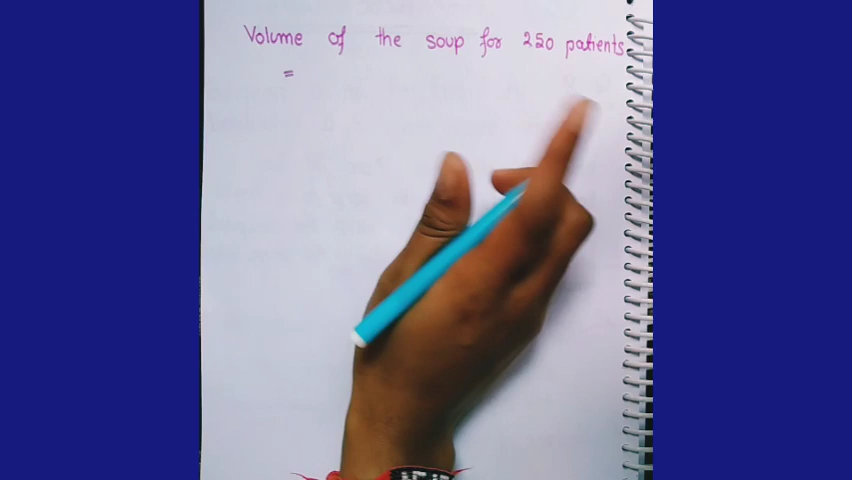 Volume of the soup for 250 patients
=